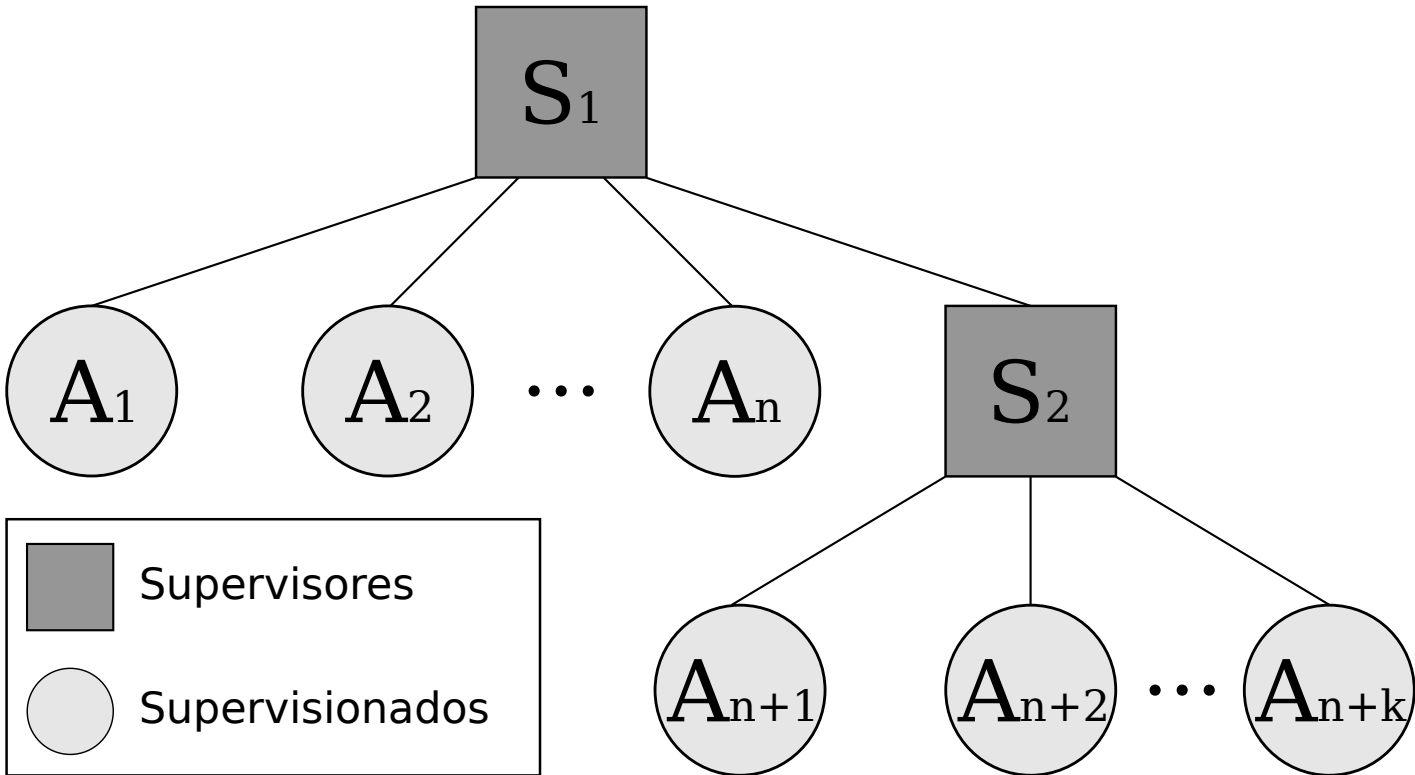 S1
A1 A2 ... An S2
Supervisores
Supervisionados
An+1 An+2 ... An+k